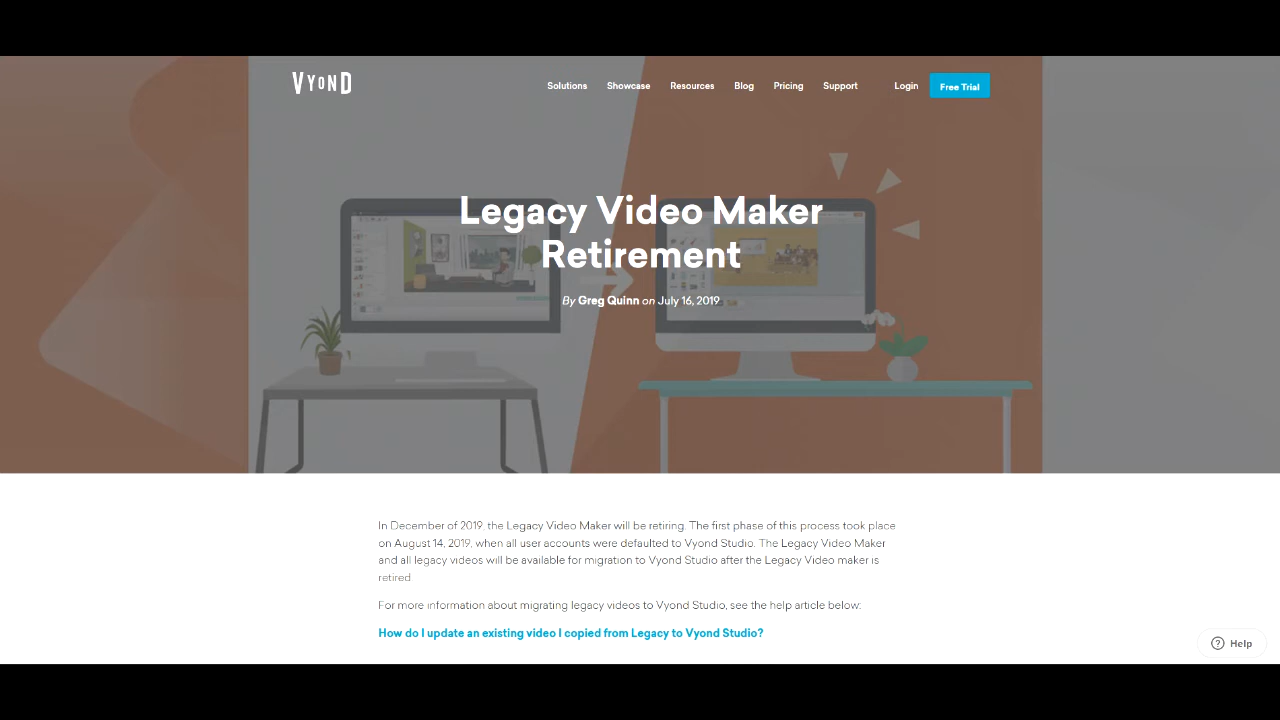 VYOND
Solutions Showcase Resources Blog Pricing Support Login Free Trial
Legacy Video Maker
Retirement
By Greg Quinn on July 16, 2019
In December of 2019, the Legacy Video Maker will be retiring. The first phase of this process took place
on August 14, 2019, when all user accounts were defaulted to Vyond Studio. The Legacy Video Maker
and all legacy videos will be available for migration to Vyond Studio after the Legacy Video maker is
retired.
For more information about migrating legacy videos to Vyond Studio, see the help article below:
How do I update an existing video I copied from Legacy to Vyond Studio?
Help